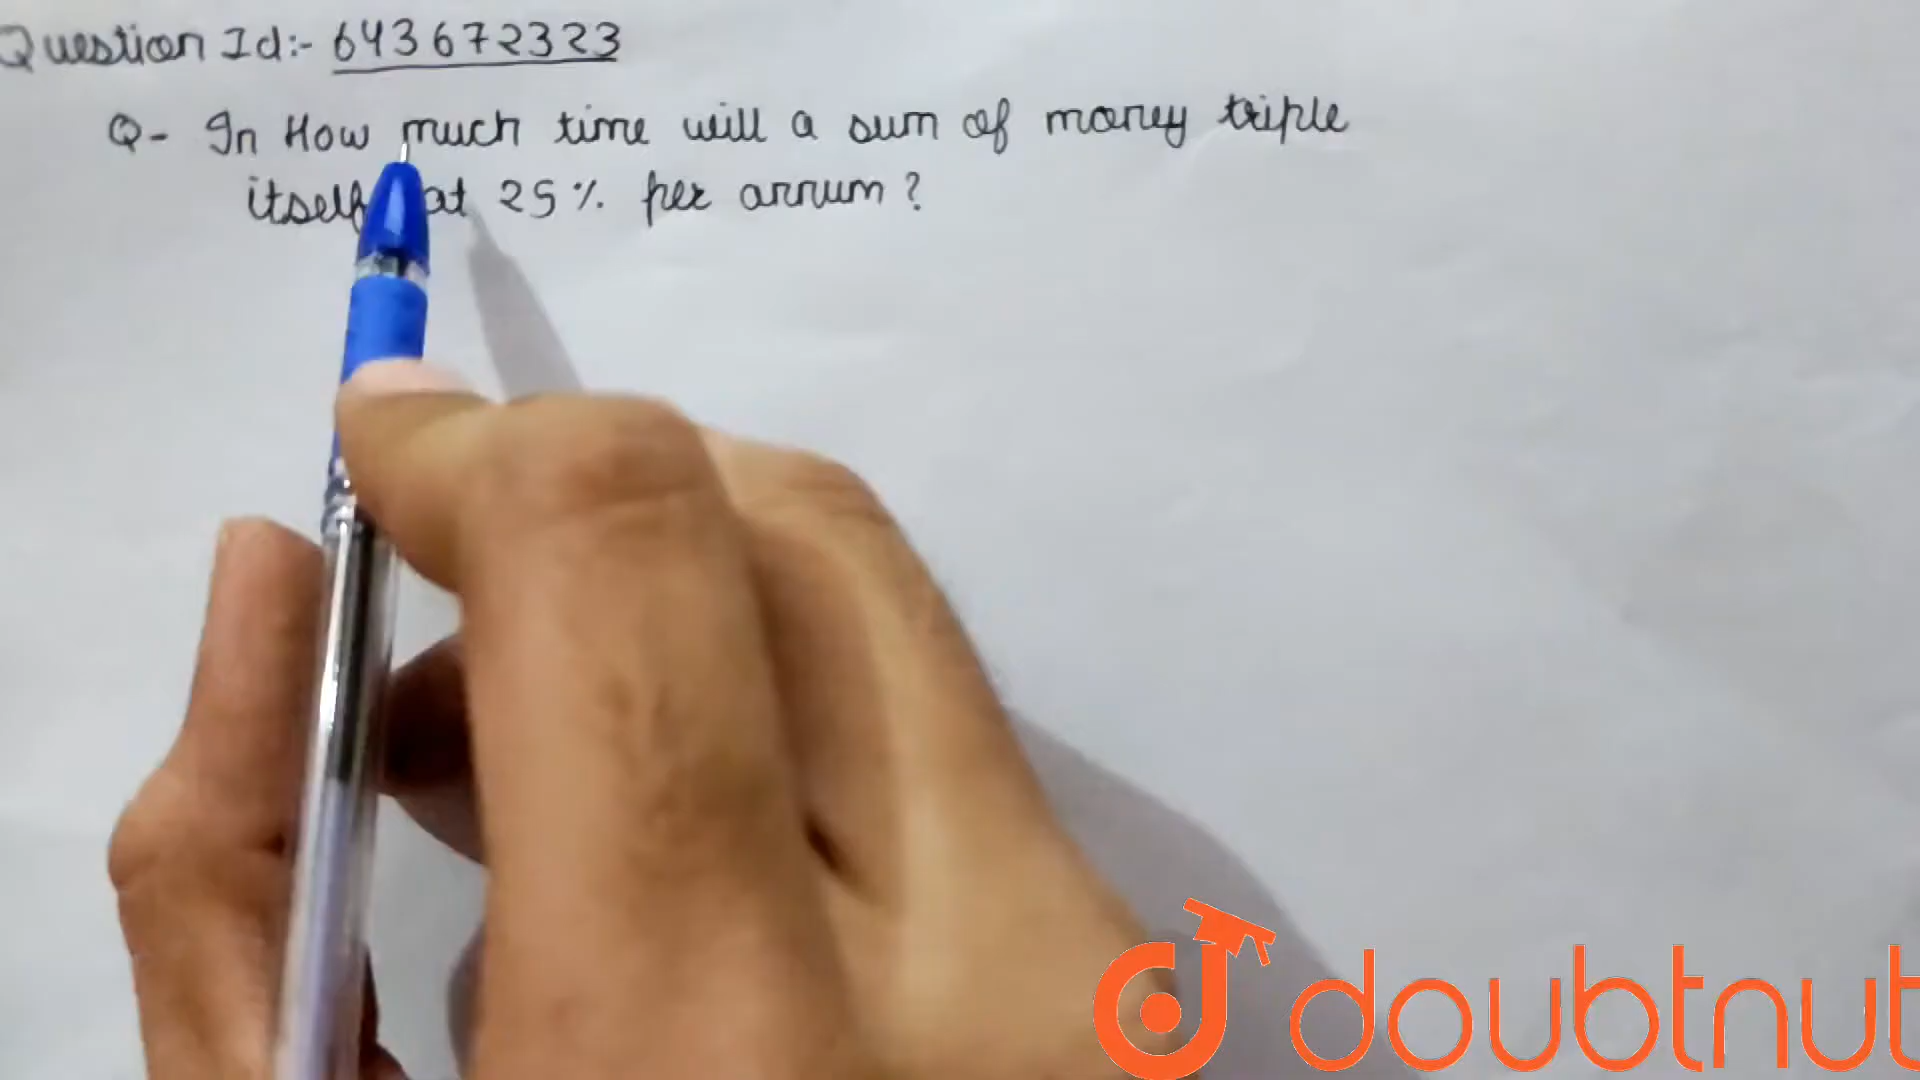 Question Id:- 643672323
Q- In How much time will a sum of money triple
itself at 25% per annum?
doubtnut